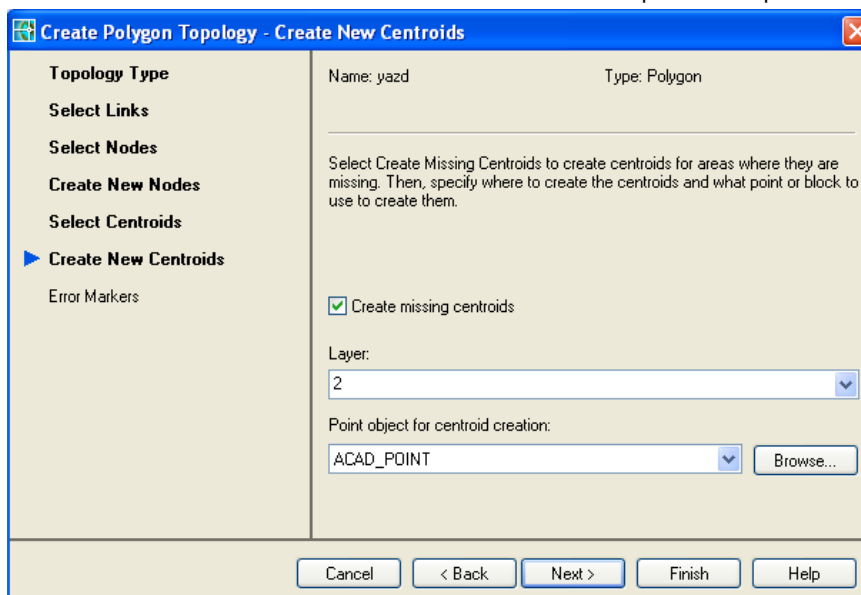 Create Polygon Topology - Create New Centroids
Topology Type
Select Links
Select Nodes
Create New Nodes
Select Centroids
Create New Centroids
Error Markers
Name: yazd
Type: Polygon
Select Create Missing Centroids to create centroids for areas where they are
missing. Then, specify where to create the centroids and what point or block to
use to create them.
Create missing centroids
Layer:
2
Point object for centroid creation:
ACAD_POINT
Browse...
Cancel
< Back
Next >
Finish
Help